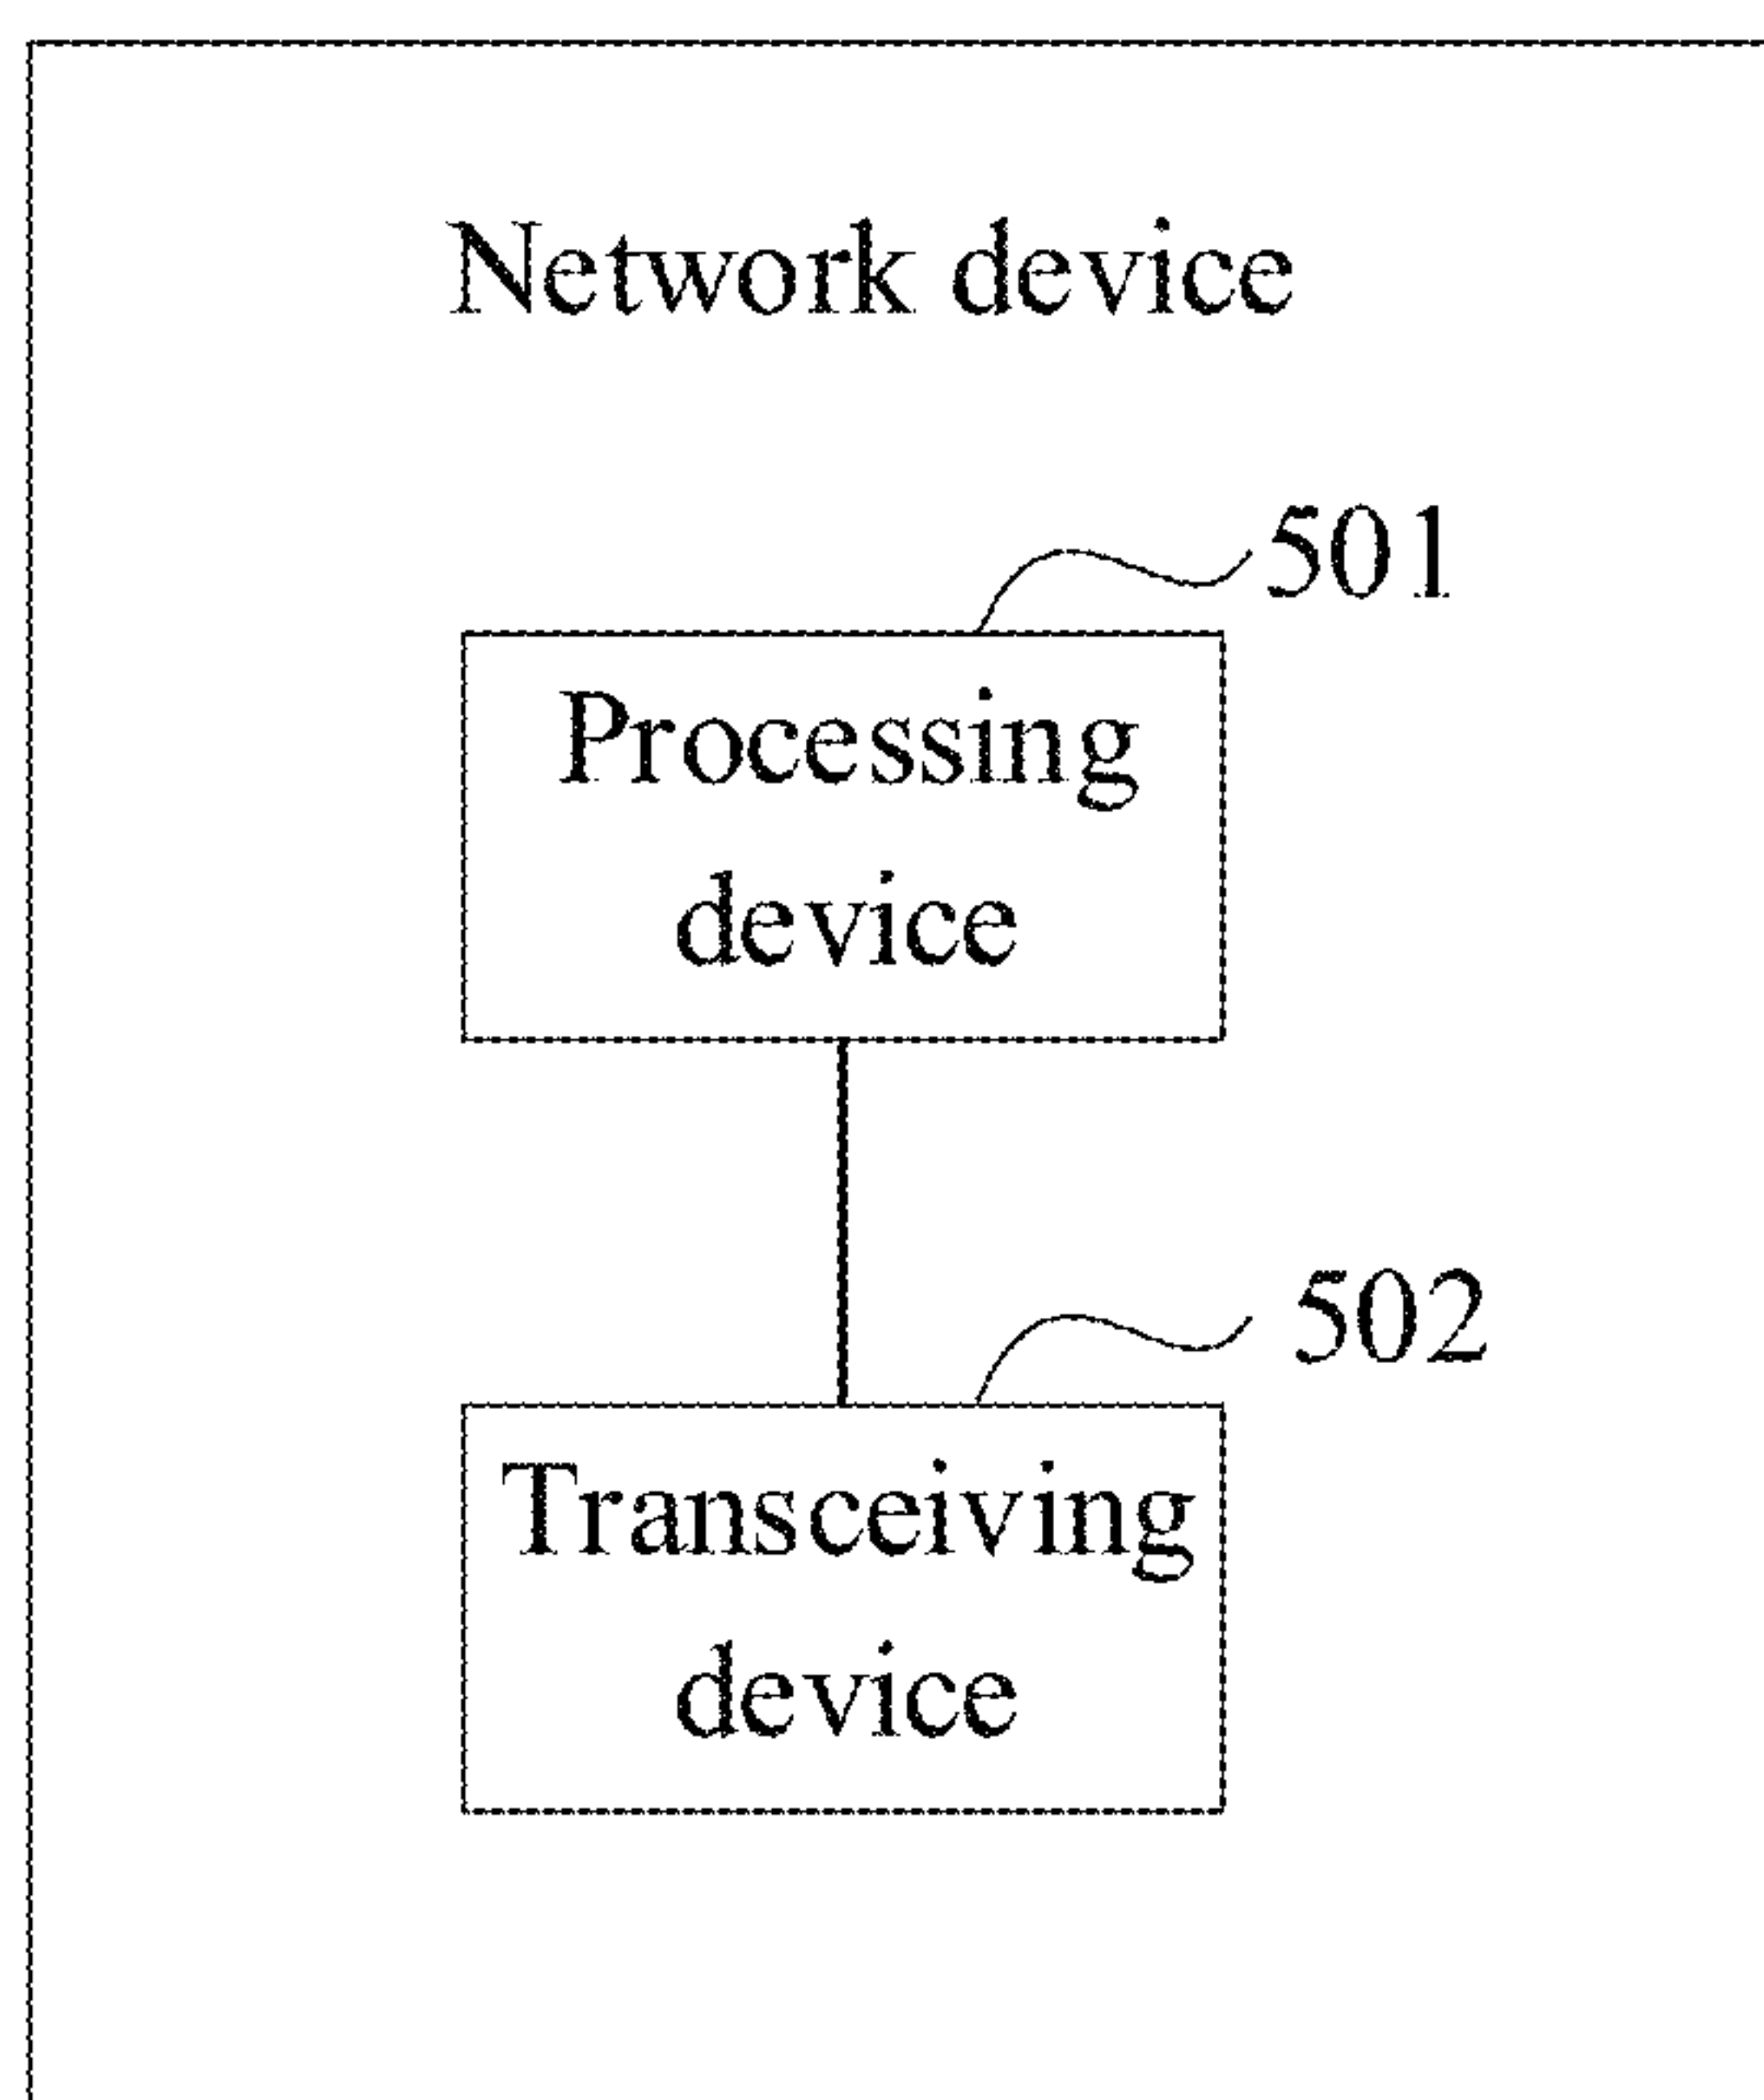 Network device
501
Processing
device
502
Transceiving
device